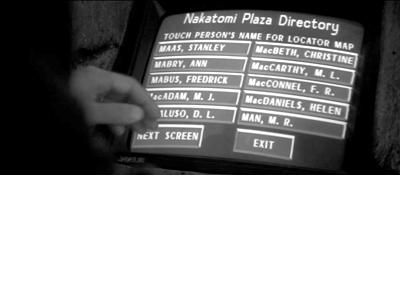 Nakatomi Plaza Directory
TOUCH PERSON'S NAME FOR LOCATOR MAP
MAAS, STANLEY
MABRY, ANN
MABUS, FREDRICK
MacADAM, M. J.
ALUSO, D. L.
MacBETH, CHRISTINE
MacCARTHY, M. L.
MacCONNEL, F. R.
MacDANIELS, HELEN
MAN, M. R.
NEXT SCREEN
EXIT